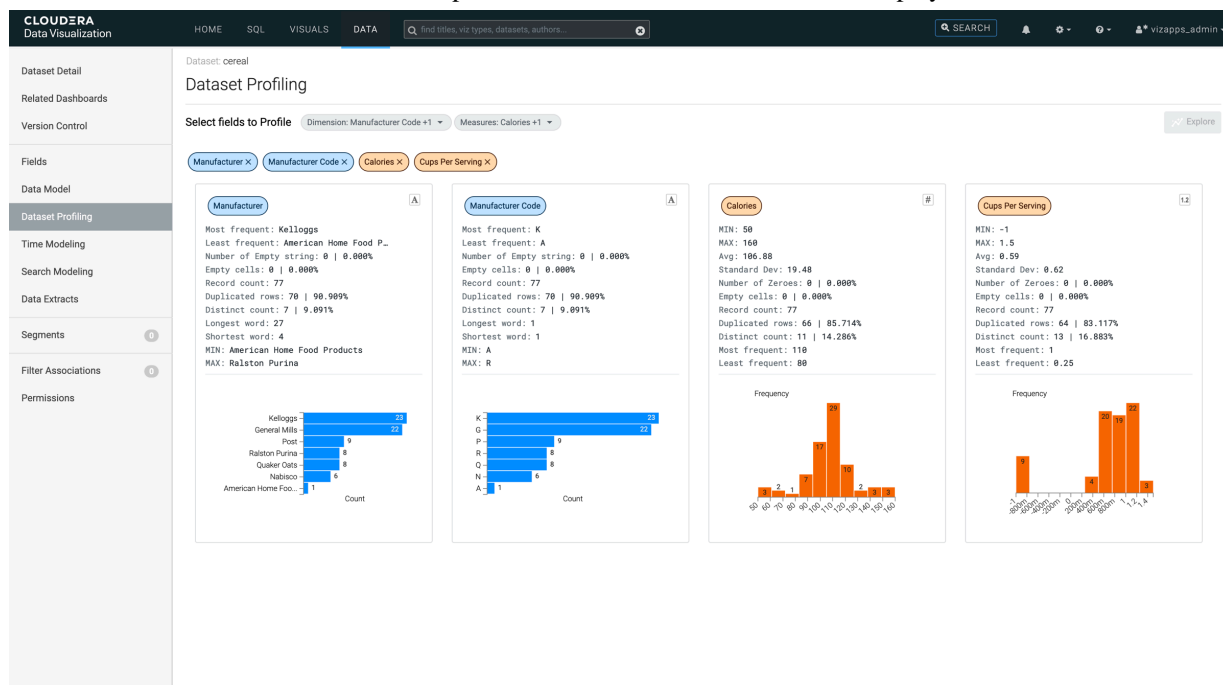 CLOUDERA
Data Visualization
HOME SQL VISUALS DATA find titles, viz types, datasets, authors... SEARCH vizapps_admin
Dataset Detail
Related Dashboards
Version Control
Fields
Data Model
Dataset Profiling
Time Modeling
Search Modeling
Data Extracts
Segments 0
Filter Associations 0
Permissions
Dataset: cereal
Dataset Profiling
Select fields to Profile Dimension: Manufacturer Code +1 Measures: Calories +1 Explore
Manufacturer × Manufacturer Code × Calories × Cups Per Serving ×
Manufacturer A
Most frequent: Kelloggs
Least frequent: American Home Food P…
Number of Empty string: 0 | 0.000%
Empty cells: 0 | 0.000%
Record count: 77
Duplicated rows: 70 | 90.909%
Distinct count: 7 | 9.091%
Longest word: 27
Shortest word: 4
MIN: American Home Food Products
MAX: Ralston Purina
Kelloggs 23
General Mills 22
Post 9
Ralston Purina 8
Quaker Oats 8
Nabisco 6
American Home Foo... 1
Count
Manufacturer Code A
Most frequent: K
Least frequent: A
Number of Empty string: 0 | 0.000%
Empty cells: 0 | 0.000%
Record count: 77
Duplicated rows: 70 | 90.909%
Distinct count: 7 | 9.091%
Longest word: 1
Shortest word: 1
MIN: A
MAX: R
K 23
G 22
P 9
R 8
Q 8
N 6
A 1
Count
Calories #
MIN: 50
MAX: 160
Avg: 106.88
Standard Dev: 19.48
Number of Zeroes: 0 | 0.000%
Empty cells: 0 | 0.000%
Record count: 77
Duplicated rows: 66 | 85.714%
Distinct count: 11 | 14.286%
Most frequent: 110
Least frequent: 80
Frequency
3 2 1 7 17 29 10 2 3 3
50 60 70 80 90 100 110 120 130 140 150 160
Cups Per Serving 1.2
MIN: -1
MAX: 1.5
Avg: 0.59
Standard Dev: 0.62
Number of Zeroes: 0 | 0.000%
Empty cells: 0 | 0.000%
Record count: 77
Duplicated rows: 64 | 83.117%
Distinct count: 13 | 16.883%
Most frequent: 1
Least frequent: 0.25
Frequency
9 4 20 19 22 3
-1 -800m -600m -400m -200m 0 200m 400m 600m 800m 1 1.2 1.4